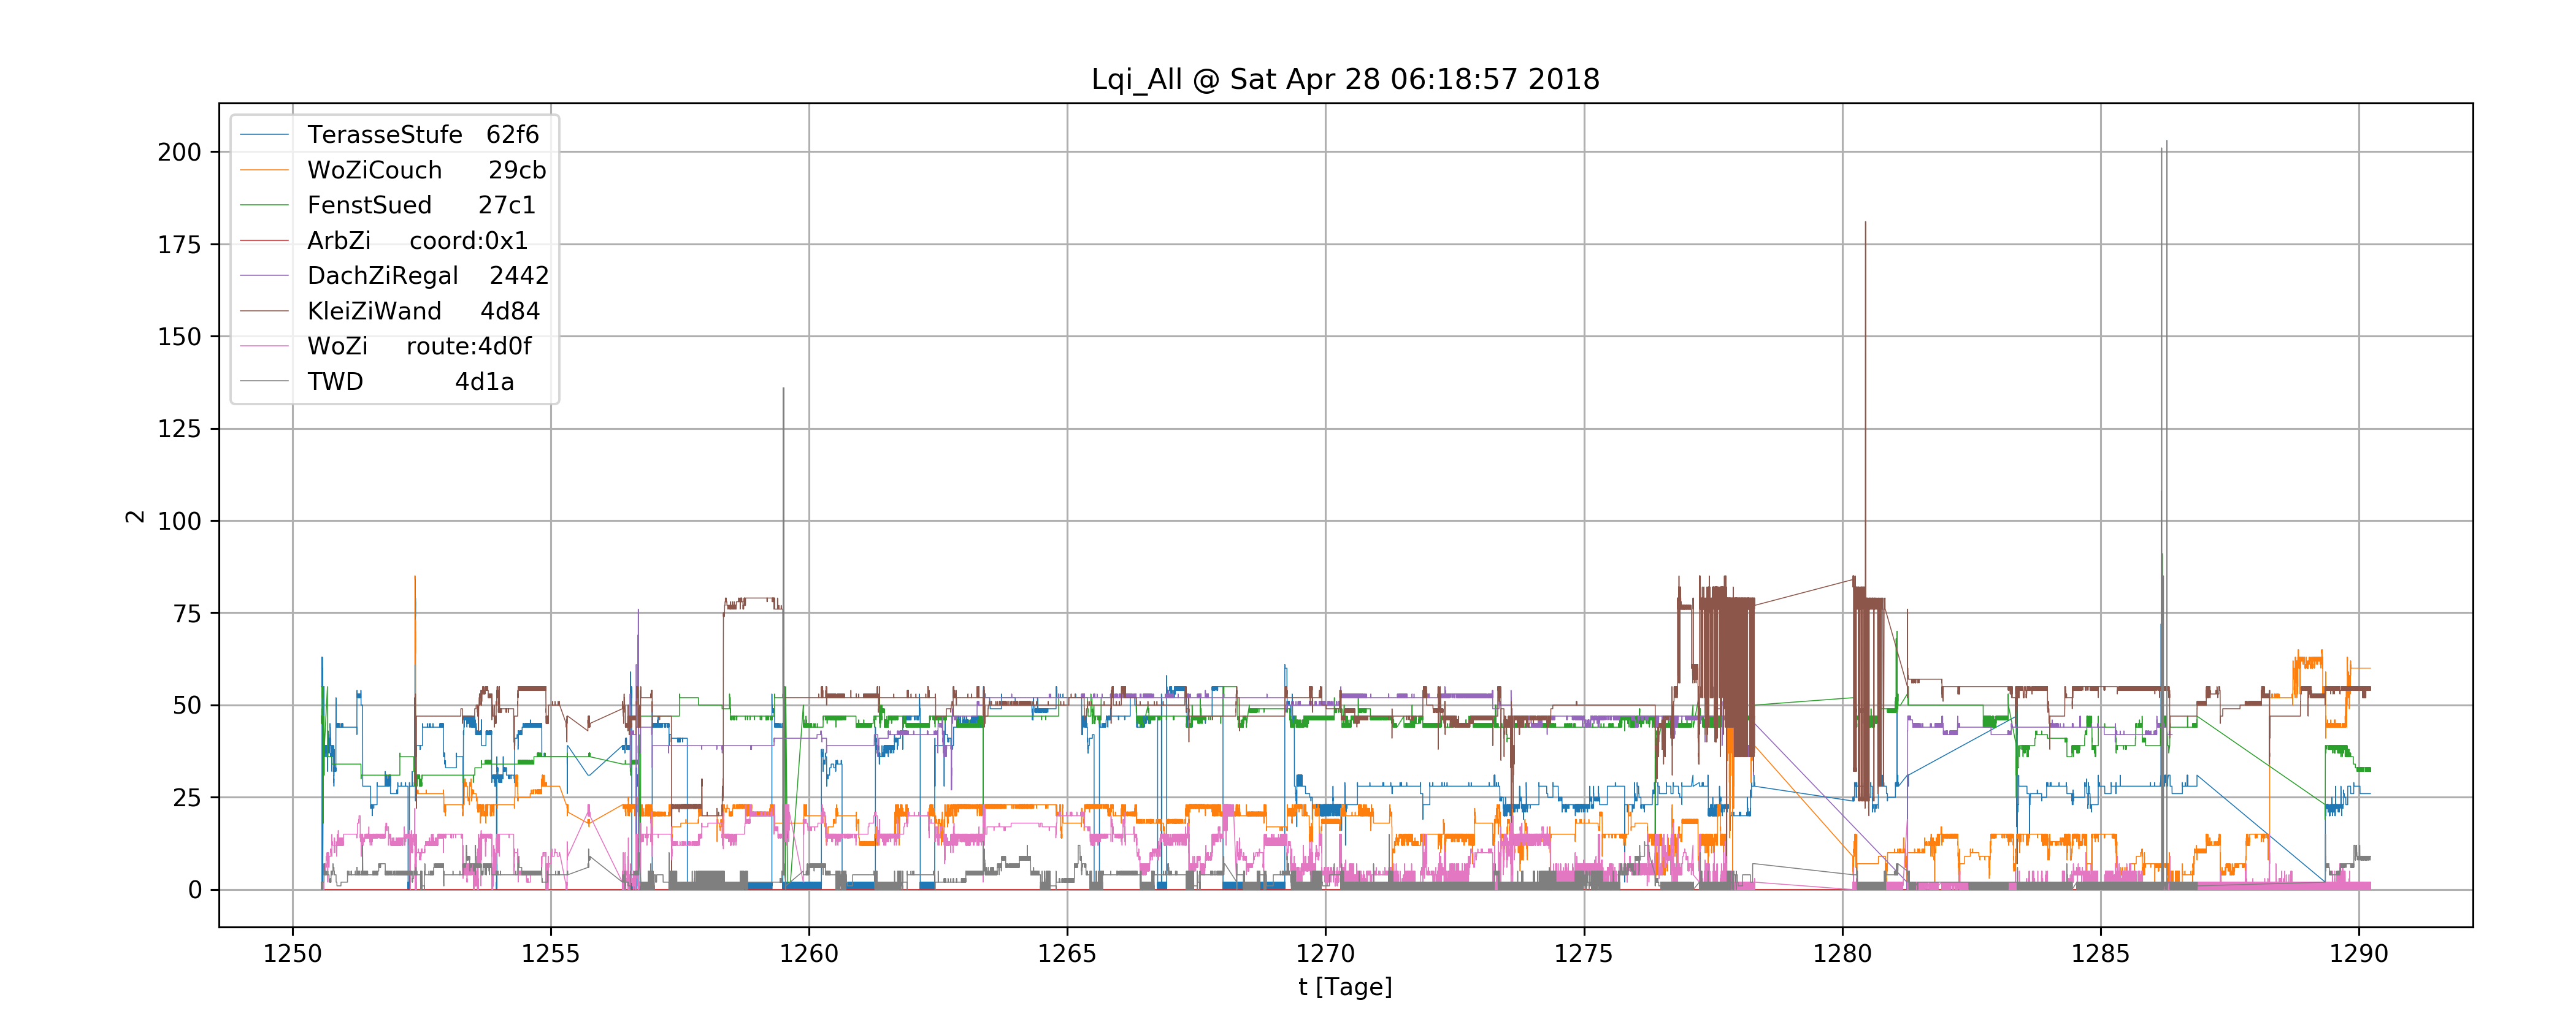 Lqi_All @ Sat Apr 28 06:18:57 2018
TerasseStufe 62f6
WoZiCouch 29cb
FenstSued 27c1
ArbZi coord:0x1
DachZiRegal 2442
KleiZiWand 4d84
WoZi route:4d0f
TWD 4d1a
200
175
150
125
100
75
50
25
0
2
1250 1255 1260 1265 1270 1275 1280 1285 1290
t [Tage]